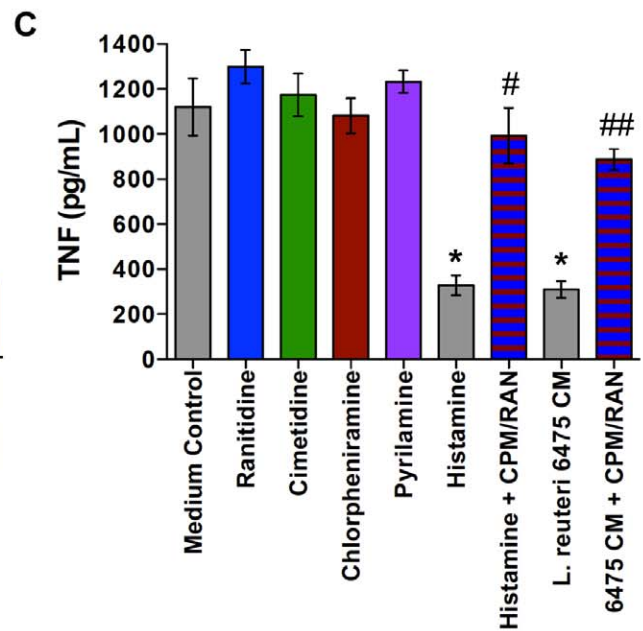 C
TNF (pg/mL)
1400
1200
1000
800
600
400
200
0
*
#
*
##
Medium Control
Ranitidine
Cimetidine
Chlorpheniramine
Pyrilamine
Histamine
Histamine + CPM/RAN
L. reuteri 6475 CM
6475 CM + CPM/RAN